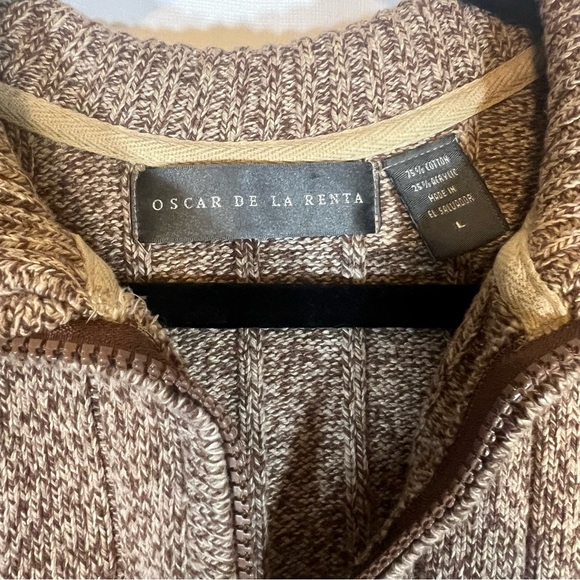 OSCAR DE LA RENTA
75% COTTON
25% ACRYLIC
MADE IN
EL SALVADOR
L